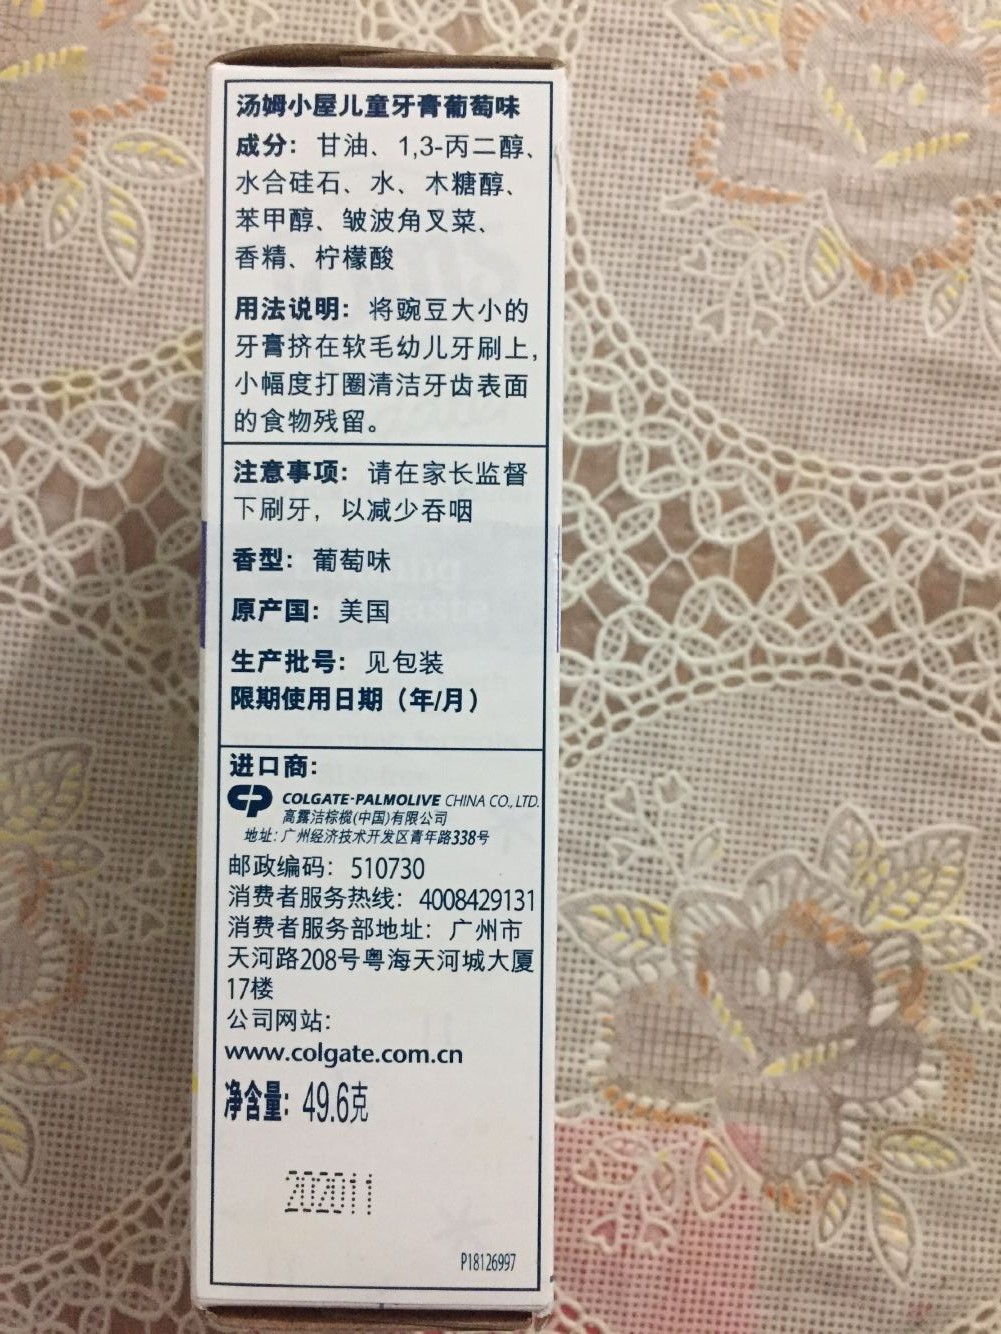 汤姆小屋儿童牙膏葡萄味
成分：甘油、1,3-丙二醇、
水合硅石、水、木糖醇、
苯甲醇、皱波角叉菜、
香精、柠檬酸
用法说明：将豌豆大小的
牙膏挤在软毛幼儿牙刷上，
小幅度打圈清洁牙齿表面
的食物残留。
注意事项：请在家长监督
下刷牙，以减少吞咽
香型：葡萄味
原产国：美国
生产批号：见包装
限期使用日期（年/月）
进口商：
CP COLGATE-PALMOLIVE CHINA CO., LTD.
高露洁棕榄(中国)有限公司
地址：广州经济技术开发区青年路338号
邮政编码：510730
消费者服务热线：4008429131
消费者服务部地址：广州市
天河路208号粤海天河城大厦
17楼
公司网站：
www.colgate.com.cn
净含量：49.6克
202011
P18126997